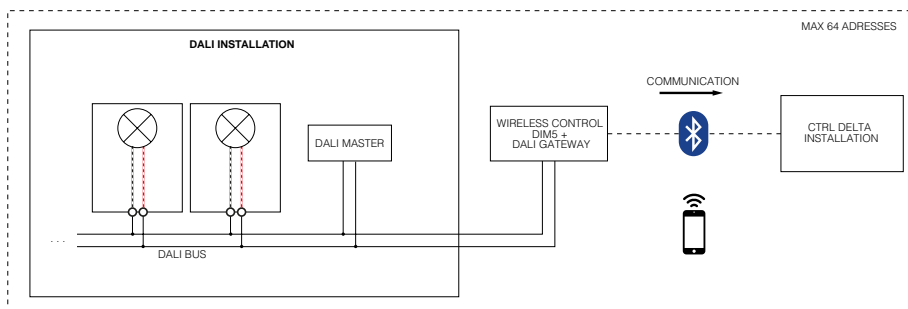 MAX 64 ADRESSES
DALI INSTALLATION
COMMUNICATION
WIRELESS CONTROL
DIM5 +
DALI GATEWAY
CTRL DELTA
INSTALLATION
DALI MASTER
. . .
DALI BUS